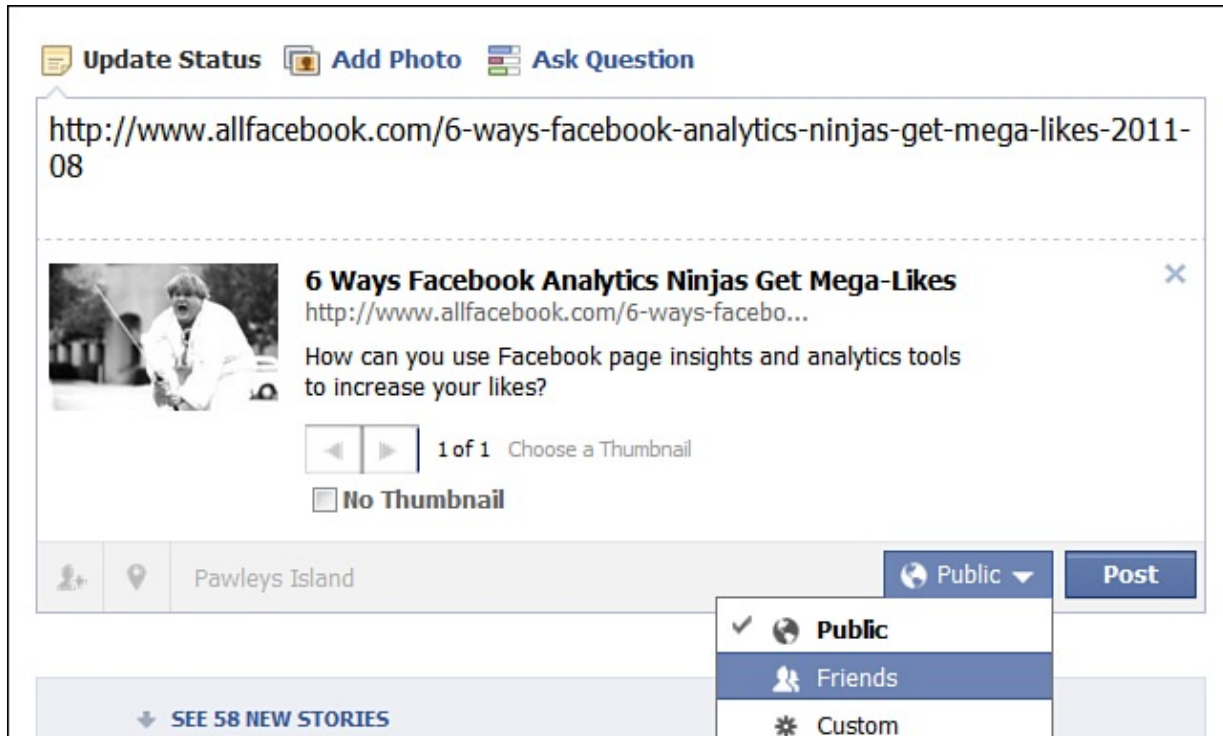 Update Status Add Photo Ask Question
http://www.allfacebook.com/6-ways-facebook-analytics-ninjas-get-mega-likes-2011-
08
6 Ways Facebook Analytics Ninjas Get Mega-Likes
http://www.allfacebook.com/6-ways-facebo...
How can you use Facebook page insights and analytics tools
to increase your likes?
1 of 1 Choose a Thumbnail
No Thumbnail
Pawleys Island Public Post
Public
Friends
SEE 58 NEW STORIES
Custom